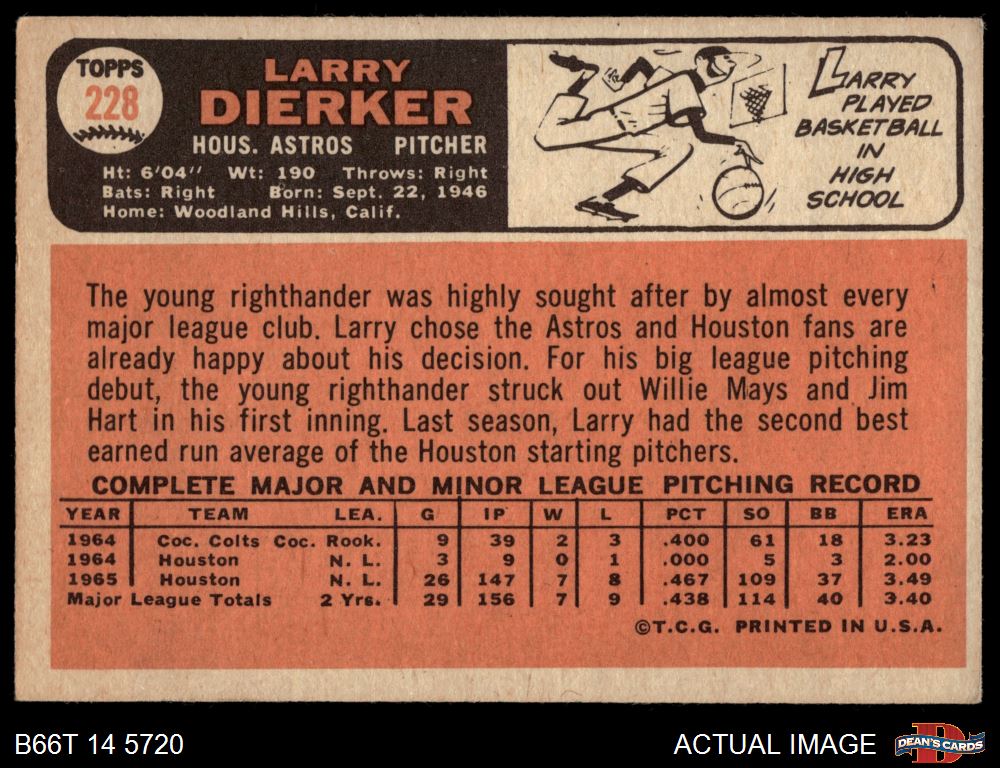 TOPPS
228
LARRY
DIERKER
HOUS. ASTROS PITCHER
Ht: 6'04" Wt: 190 Throws: Right
Bats: Right Born: Sept. 22, 1946
Home: Woodland Hills, Calif.
LARRY
PLAYED
BASKETBALL
IN
HIGH
SCHOOL
The young righthander was highly sought after by almost every
major league club. Larry chose the Astros and Houston fans are
already happy about his decision. For his big league pitching
debut, the young righthander struck out Willie Mays and Jim
Hart in his first inning. Last season, Larry had the second best
earned run average of the Houston starting pitchers.
COMPLETE MAJOR AND MINOR LEAGUE PITCHING RECORD
YEAR TEAM LEA. G IP W L PCT SO BB ERA
1964 Coc. Colts Coc. Rook. 9 39 2 3 .400 61 18 3.23
1964 Houston N. L. 3 9 0 1 .000 5 3 2.00
1965 Houston N. L. 26 147 7 8 .467 109 37 3.49
Major League Totals 2 Yrs. 29 156 7 9 .438 114 40 3.40
©T.C.G. PRINTED IN U.S.A.
B66T 14 5720
ACTUAL IMAGE
D
DEAN'S CARDS